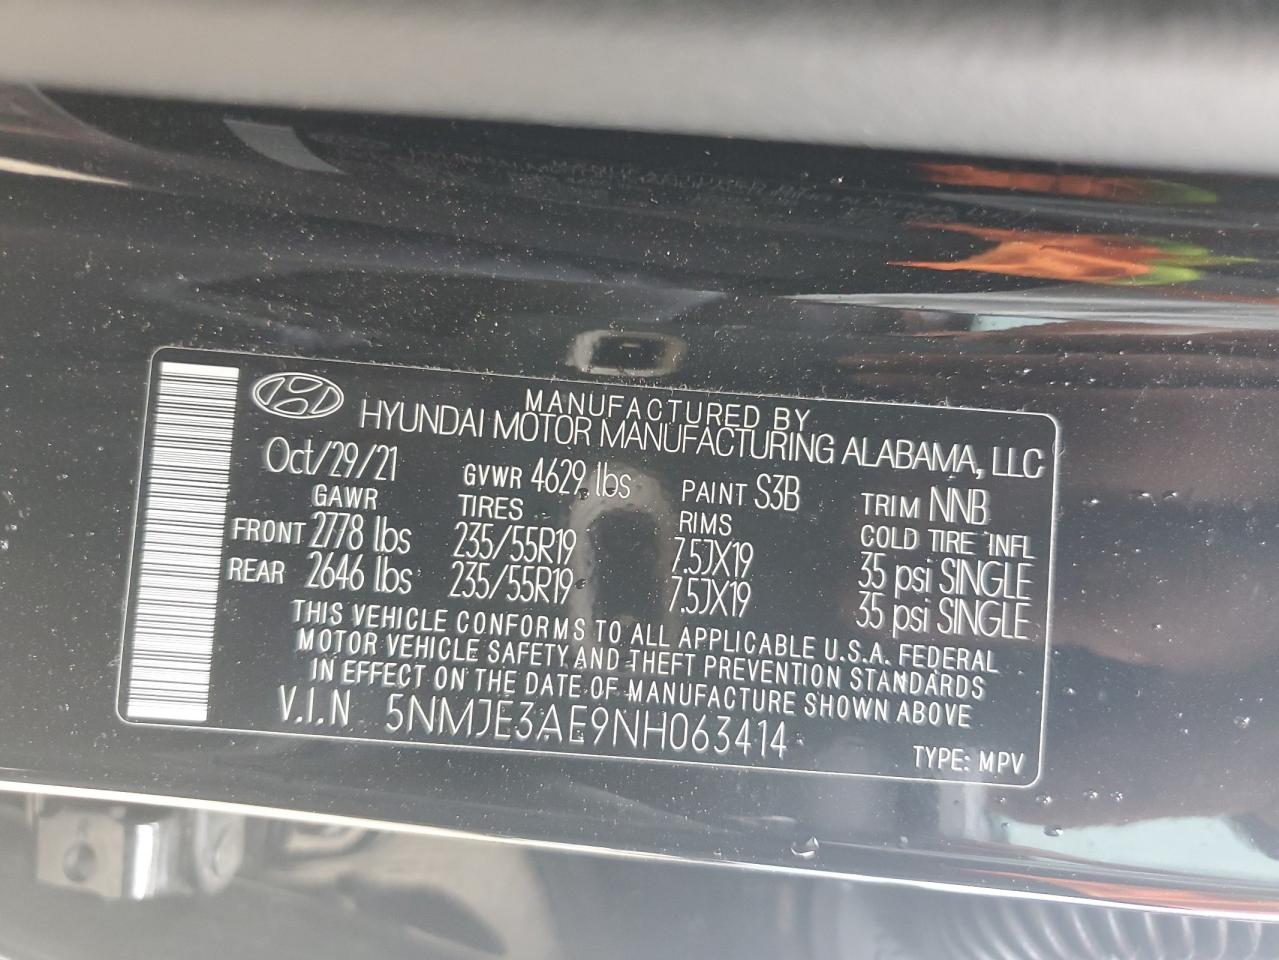 MANUFACTURED BY
HYUNDAI MOTOR MANUFACTURING ALABAMA, LLC
Oct/29/21 GVWR 4629 lbs PAINT S3B TRIM NNB
GAWR TIRES RIMS COLD TIRE INFL
FRONT 2778 lbs 235/55R19 7.5JX19 35 psi SINGLE
REAR 2646 lbs 235/55R19 7.5JX19 35 psi SINGLE
THIS VEHICLE CONFORMS TO ALL APPLICABLE U.S.A. FEDERAL
MOTOR VEHICLE SAFETY AND THEFT PREVENTION STANDARDS
IN EFFECT ON THE DATE OF MANUFACTURE SHOWN ABOVE
V.I.N 5NMJE3AE9NH063414
TYPE: MPV